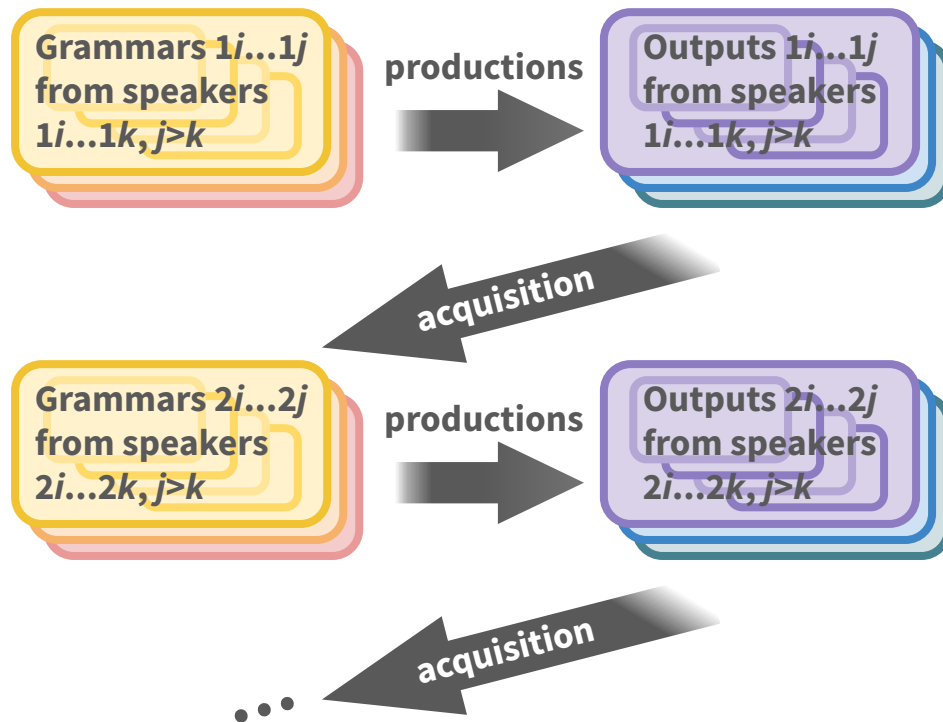 Grammars 1i...1j
from speakers
1i...1k, j>k
productions
Outputs 1i...1j
from speakers
1i...1k, j>k
acquisition
Grammars 2i...2j
from speakers
2i...2k, j>k
productions
Outputs 2i...2j
from speakers
2i...2k, j>k
acquisition
...